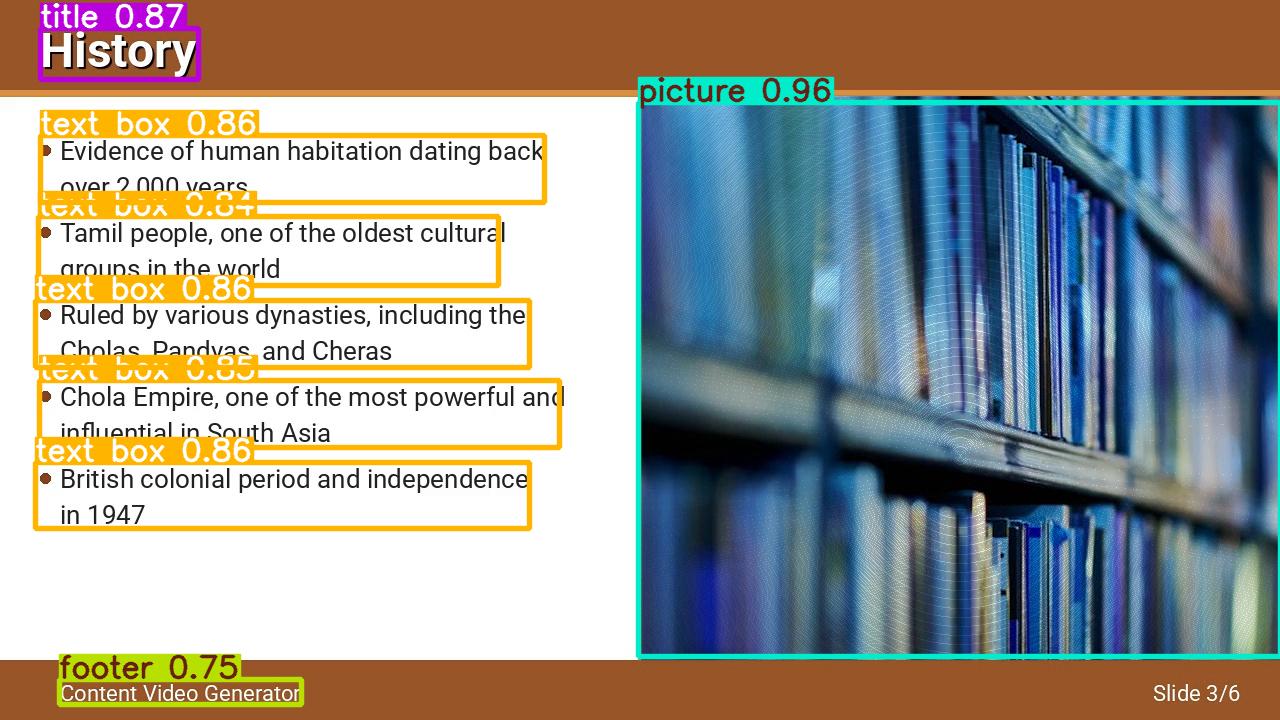 title 0.87
History
picture 0.96
text box 0.86
Evidence of human habitation dating back
over 2,000 years
text box 0.84
Tamil people, one of the oldest cultural
groups in the world
text box 0.86
Ruled by various dynasties, including the
Cholas, Pandyas, and Cheras
text box 0.85
Chola Empire, one of the most powerful and
influential in South Asia
text box 0.86
British colonial period and independence
in 1947
footer 0.75
Content Video Generator
Slide 3/6